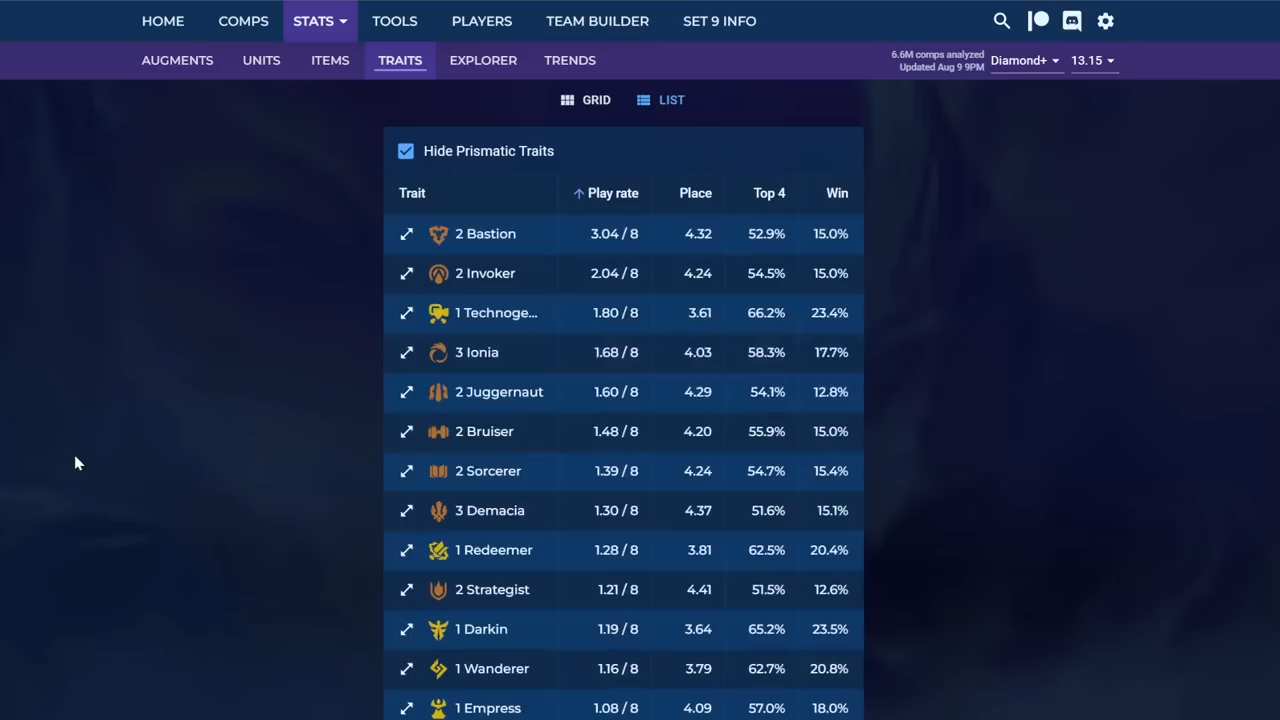 HOME COMPS STATS TOOLS PLAYERS TEAM BUILDER SET 9 INFO
AUGMENTS UNITS ITEMS TRAITS EXPLORER TRENDS
6.6M comps analyzed
Updated Aug 9 9PM
Diamond+ 13.15
GRID LIST
Hide Prismatic Traits
Trait Play rate Place Top 4 Win
2 Bastion 3.04 / 8 4.32 52.9% 15.0%
2 Invoker 2.04 / 8 4.24 54.5% 15.0%
1 Technoge... 1.80 / 8 3.61 66.2% 23.4%
3 Ionia 1.68 / 8 4.03 58.3% 17.7%
2 Juggernaut 1.60 / 8 4.29 54.1% 12.8%
2 Bruiser 1.48 / 8 4.20 55.9% 15.0%
2 Sorcerer 1.39 / 8 4.24 54.7% 15.4%
3 Demacia 1.30 / 8 4.37 51.6% 15.1%
1 Redeemer 1.28 / 8 3.81 62.5% 20.4%
2 Strategist 1.21 / 8 4.41 51.5% 12.6%
1 Darkin 1.19 / 8 3.64 65.2% 23.5%
1 Wanderer 1.16 / 8 3.79 62.7% 20.8%
1 Empress 1.08 / 8 4.09 57.0% 18.0%